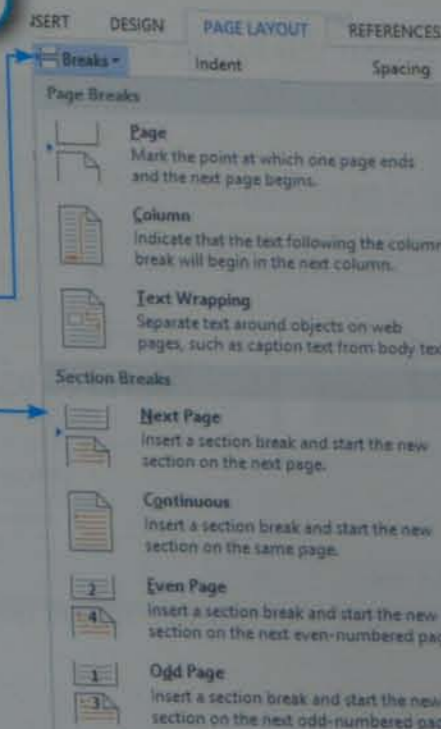 NSERT DESIGN PAGE LAYOUT REFERENCES
Breaks Indent Spacing
Page Breaks
Page
Mark the point at which one page ends
and the next page begins.
Column
Indicate that the text following the column
break will begin in the next column.
Text Wrapping
Separate text around objects on web
pages, such as caption text from body tex
Section Breaks
Next Page
Insert a section break and start the new
section on the next page.
Continuous
Insert a section break and start the new
section on the same page.
2
4
Even Page
Insert a section break and start the new
section on the next even-numbered pag
1
3
Odd Page
Insert a section break and start the new
section on the next odd-numbered pag